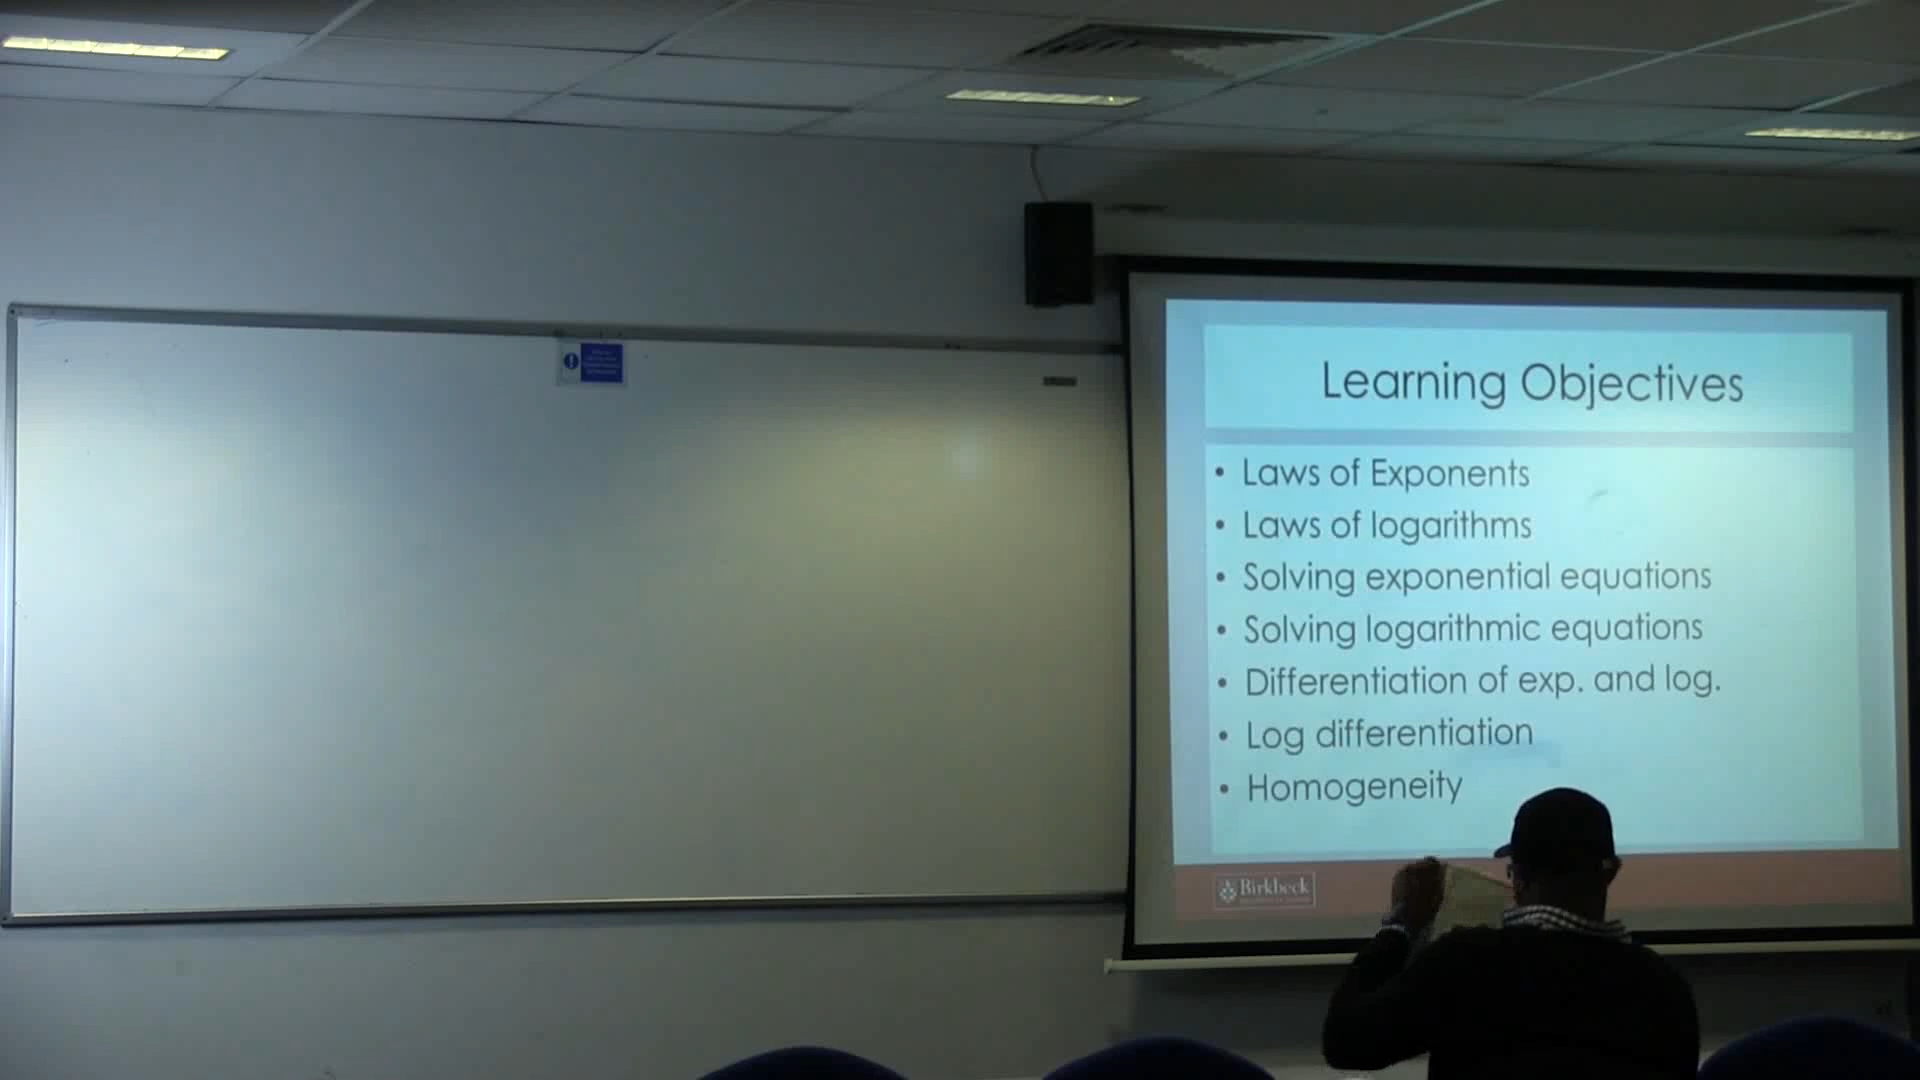 Learning Objectives
• Laws of Exponents
• Laws of logarithms
• Solving exponential equations
• Solving logarithmic equations
• Differentiation of exp. and log.
• Log differentiation
• Homogeneity
Birkbeck